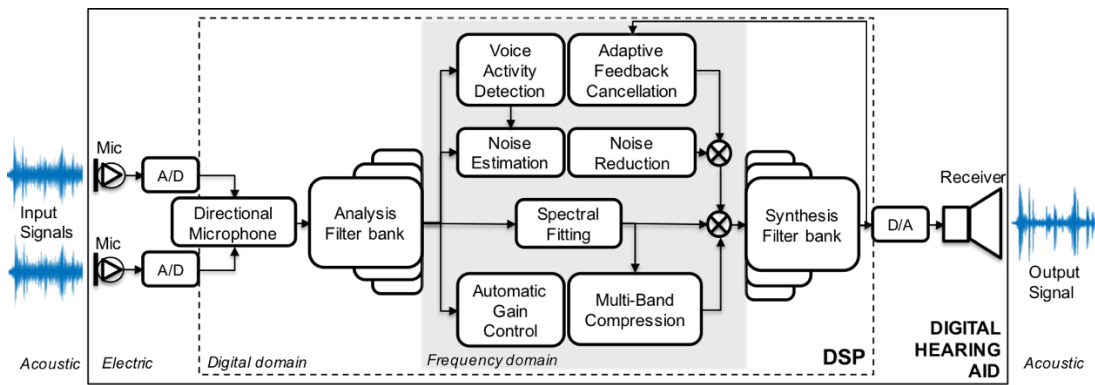 Voice
Activity
Detection
Adaptive
Feedback
Cancellation
Mic
A/D
Noise
Estimation
Noise
Reduction
Receiver
Input
Signals
Directional
Microphone
Analysis
Filter bank
Spectral
Fitting
Synthesis
Filter bank
D/A
Mic
A/D
Automatic
Gain
Control
Multi-Band
Compression
Output
Signal
Acoustic
Electric
Digital domain
Frequency domain
DSP
DIGITAL
HEARING
AID
Acoustic